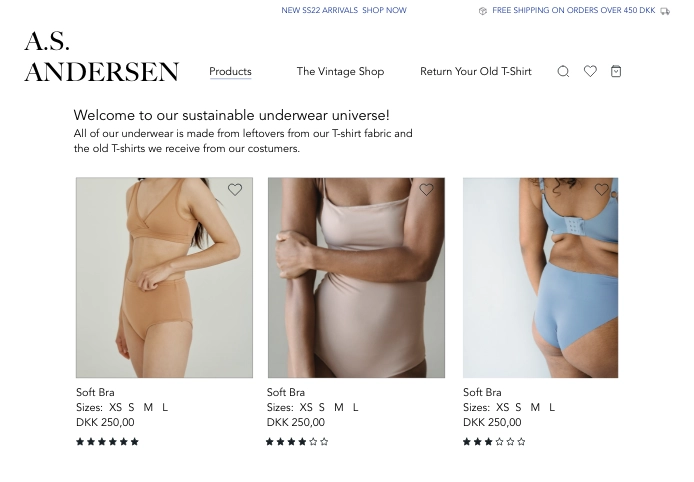 NEW SS22 ARRIVALS SHOP NOW
FREE SHIPPING ON ORDERS OVER 450 DKK
A.S.
ANDERSEN
Products
The Vintage Shop
Return Your Old T-Shirt
Welcome to our sustainable underwear universe!
All of our underwear is made from leftovers from our T-shirt fabric and
the old T-shirts we receive from our costumers.
Soft Bra
Sizes: XS S M L
DKK 250,00
Soft Bra
Sizes: XS S M L
DKK 250,00
Soft Bra
Sizes: XS S M L
DKK 250,00